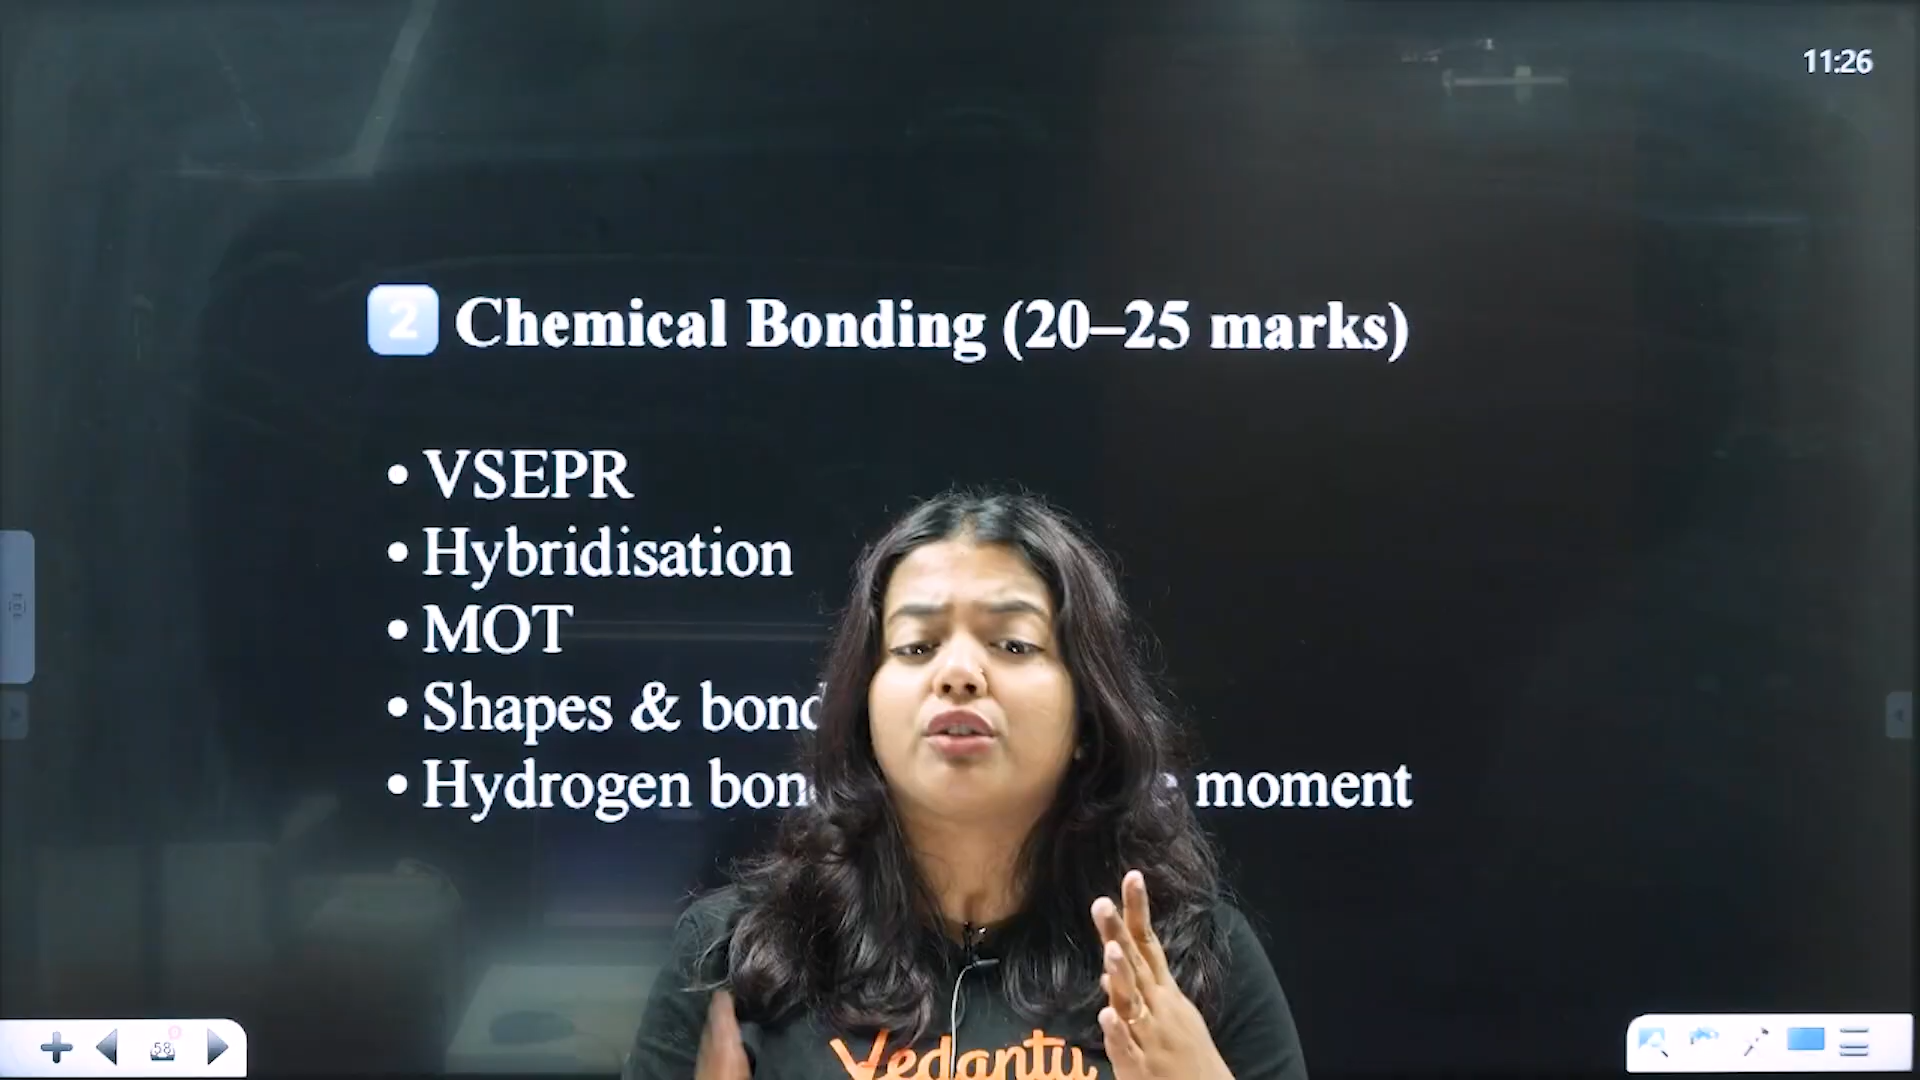 11:26
2 Chemical Bonding (20–25 marks)
• VSEPR
• Hybridisation
• MOT
• Shapes & bond
• Hydrogen bon moment
Vedantu
58